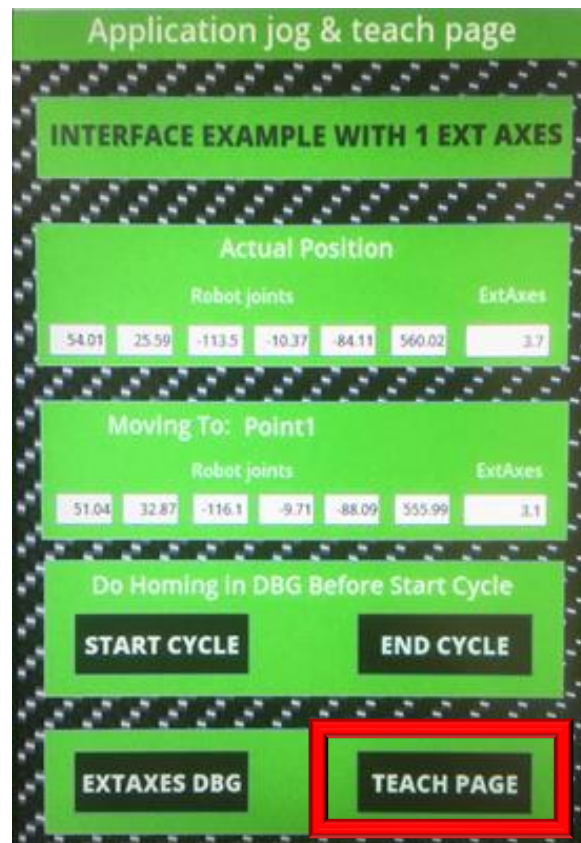 Application jog & teach page
INTERFACE EXAMPLE WITH 1 EXT AXES
Actual Position
Robot joints ExtAxes
54.01 25.59 -113.5 -10.37 -84.11 560.02 3.7
Moving To: Point1
Robot joints ExtAxes
51.04 32.87 -116.1 -9.71 -88.09 555.99 3.1
Do Homing in DBG Before Start Cycle
START CYCLE END CYCLE
EXTAXES DBG TEACH PAGE